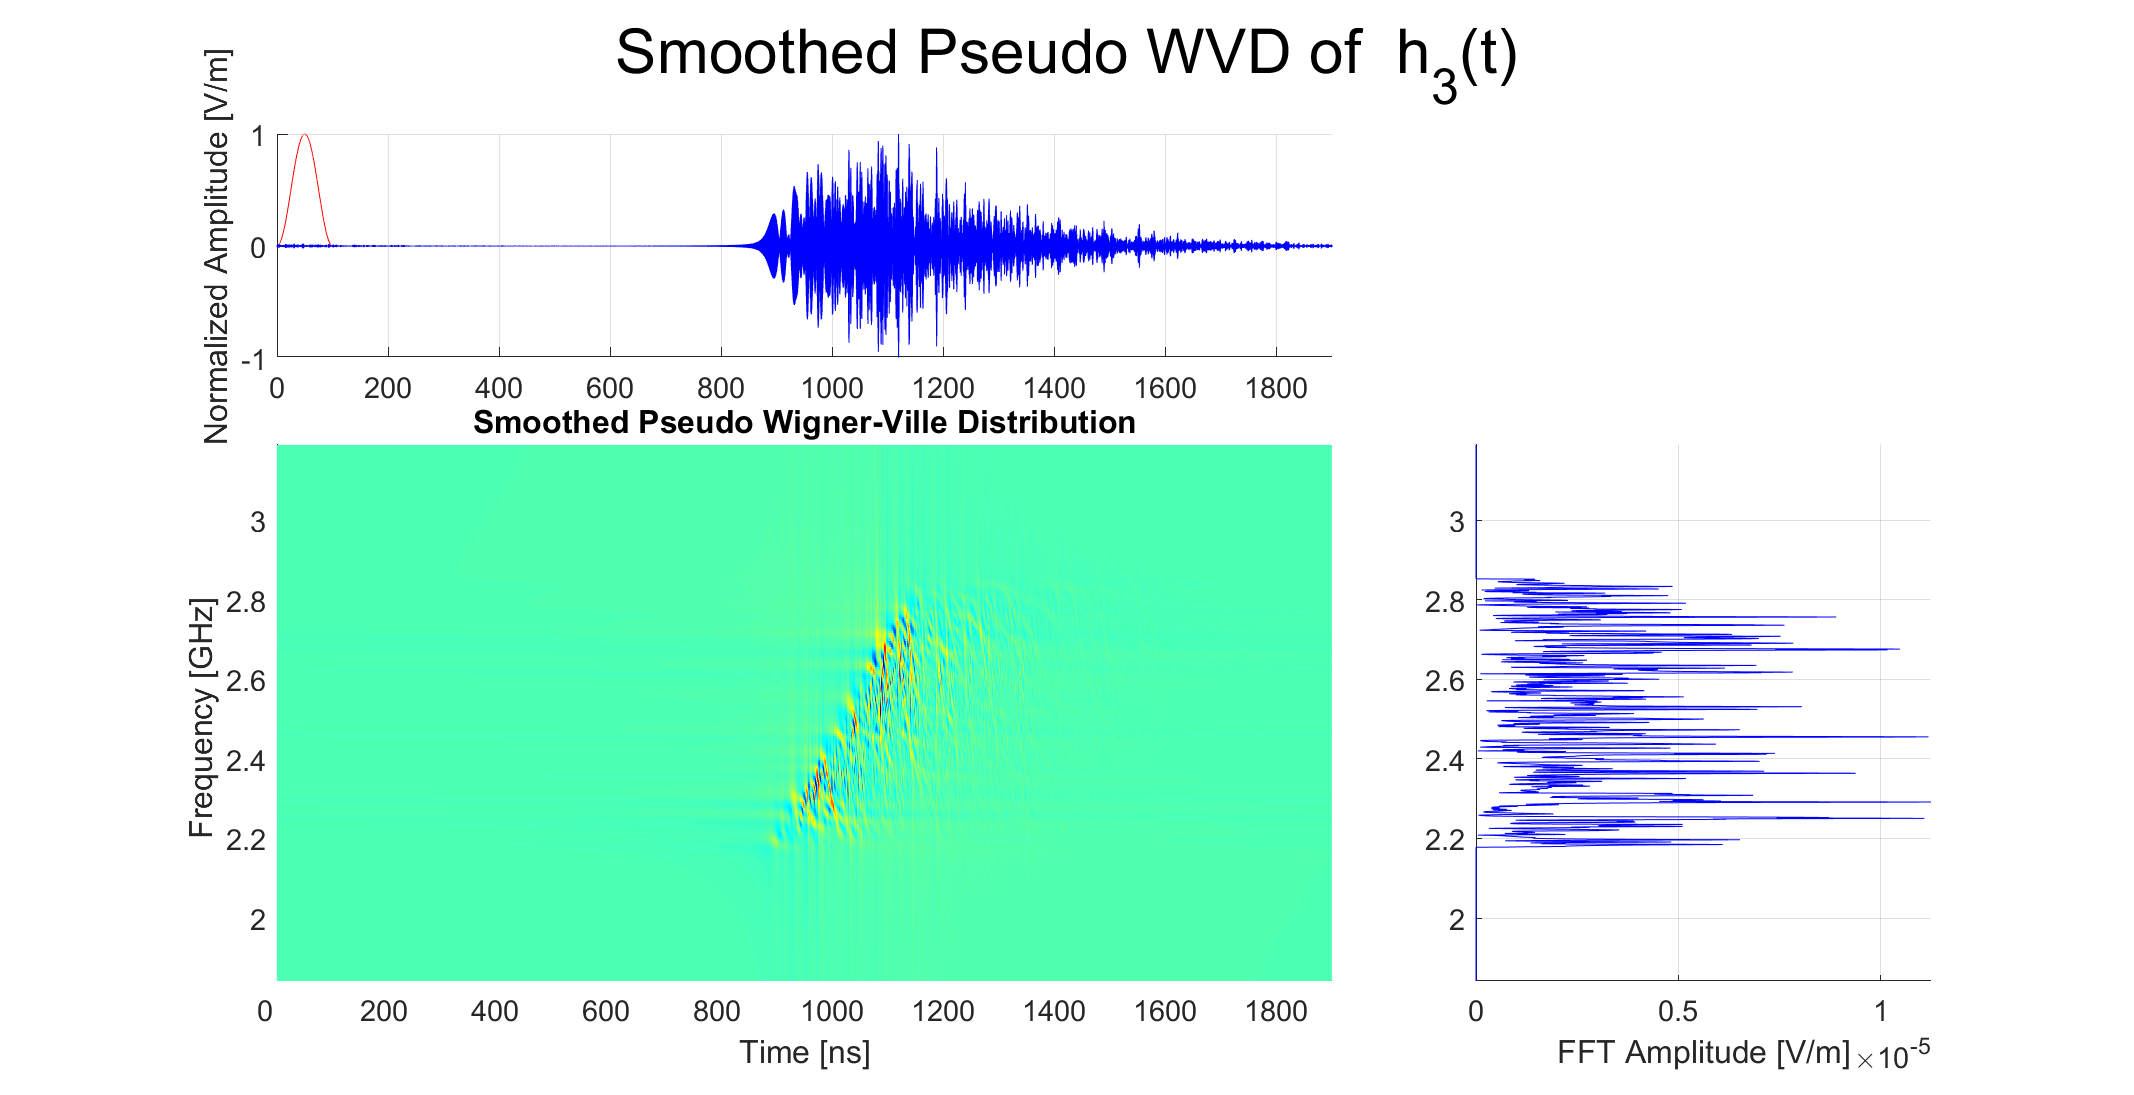 Smoothed Pseudo WVD of h3(t)
Normalized Amplitude [V/m]
1
0
-1
0 200 400 600 800 1000 1200 1400 1600 1800
Smoothed Pseudo Wigner-Ville Distribution
Frequency [GHz]
3
2.8
2.6
2.4
2.2
2
0 200 400 600 800 1000 1200 1400 1600 1800
Time [ns]
3
2.8
2.6
2.4
2.2
2
0 0.5 1
FFT Amplitude [V/m] ×10-5